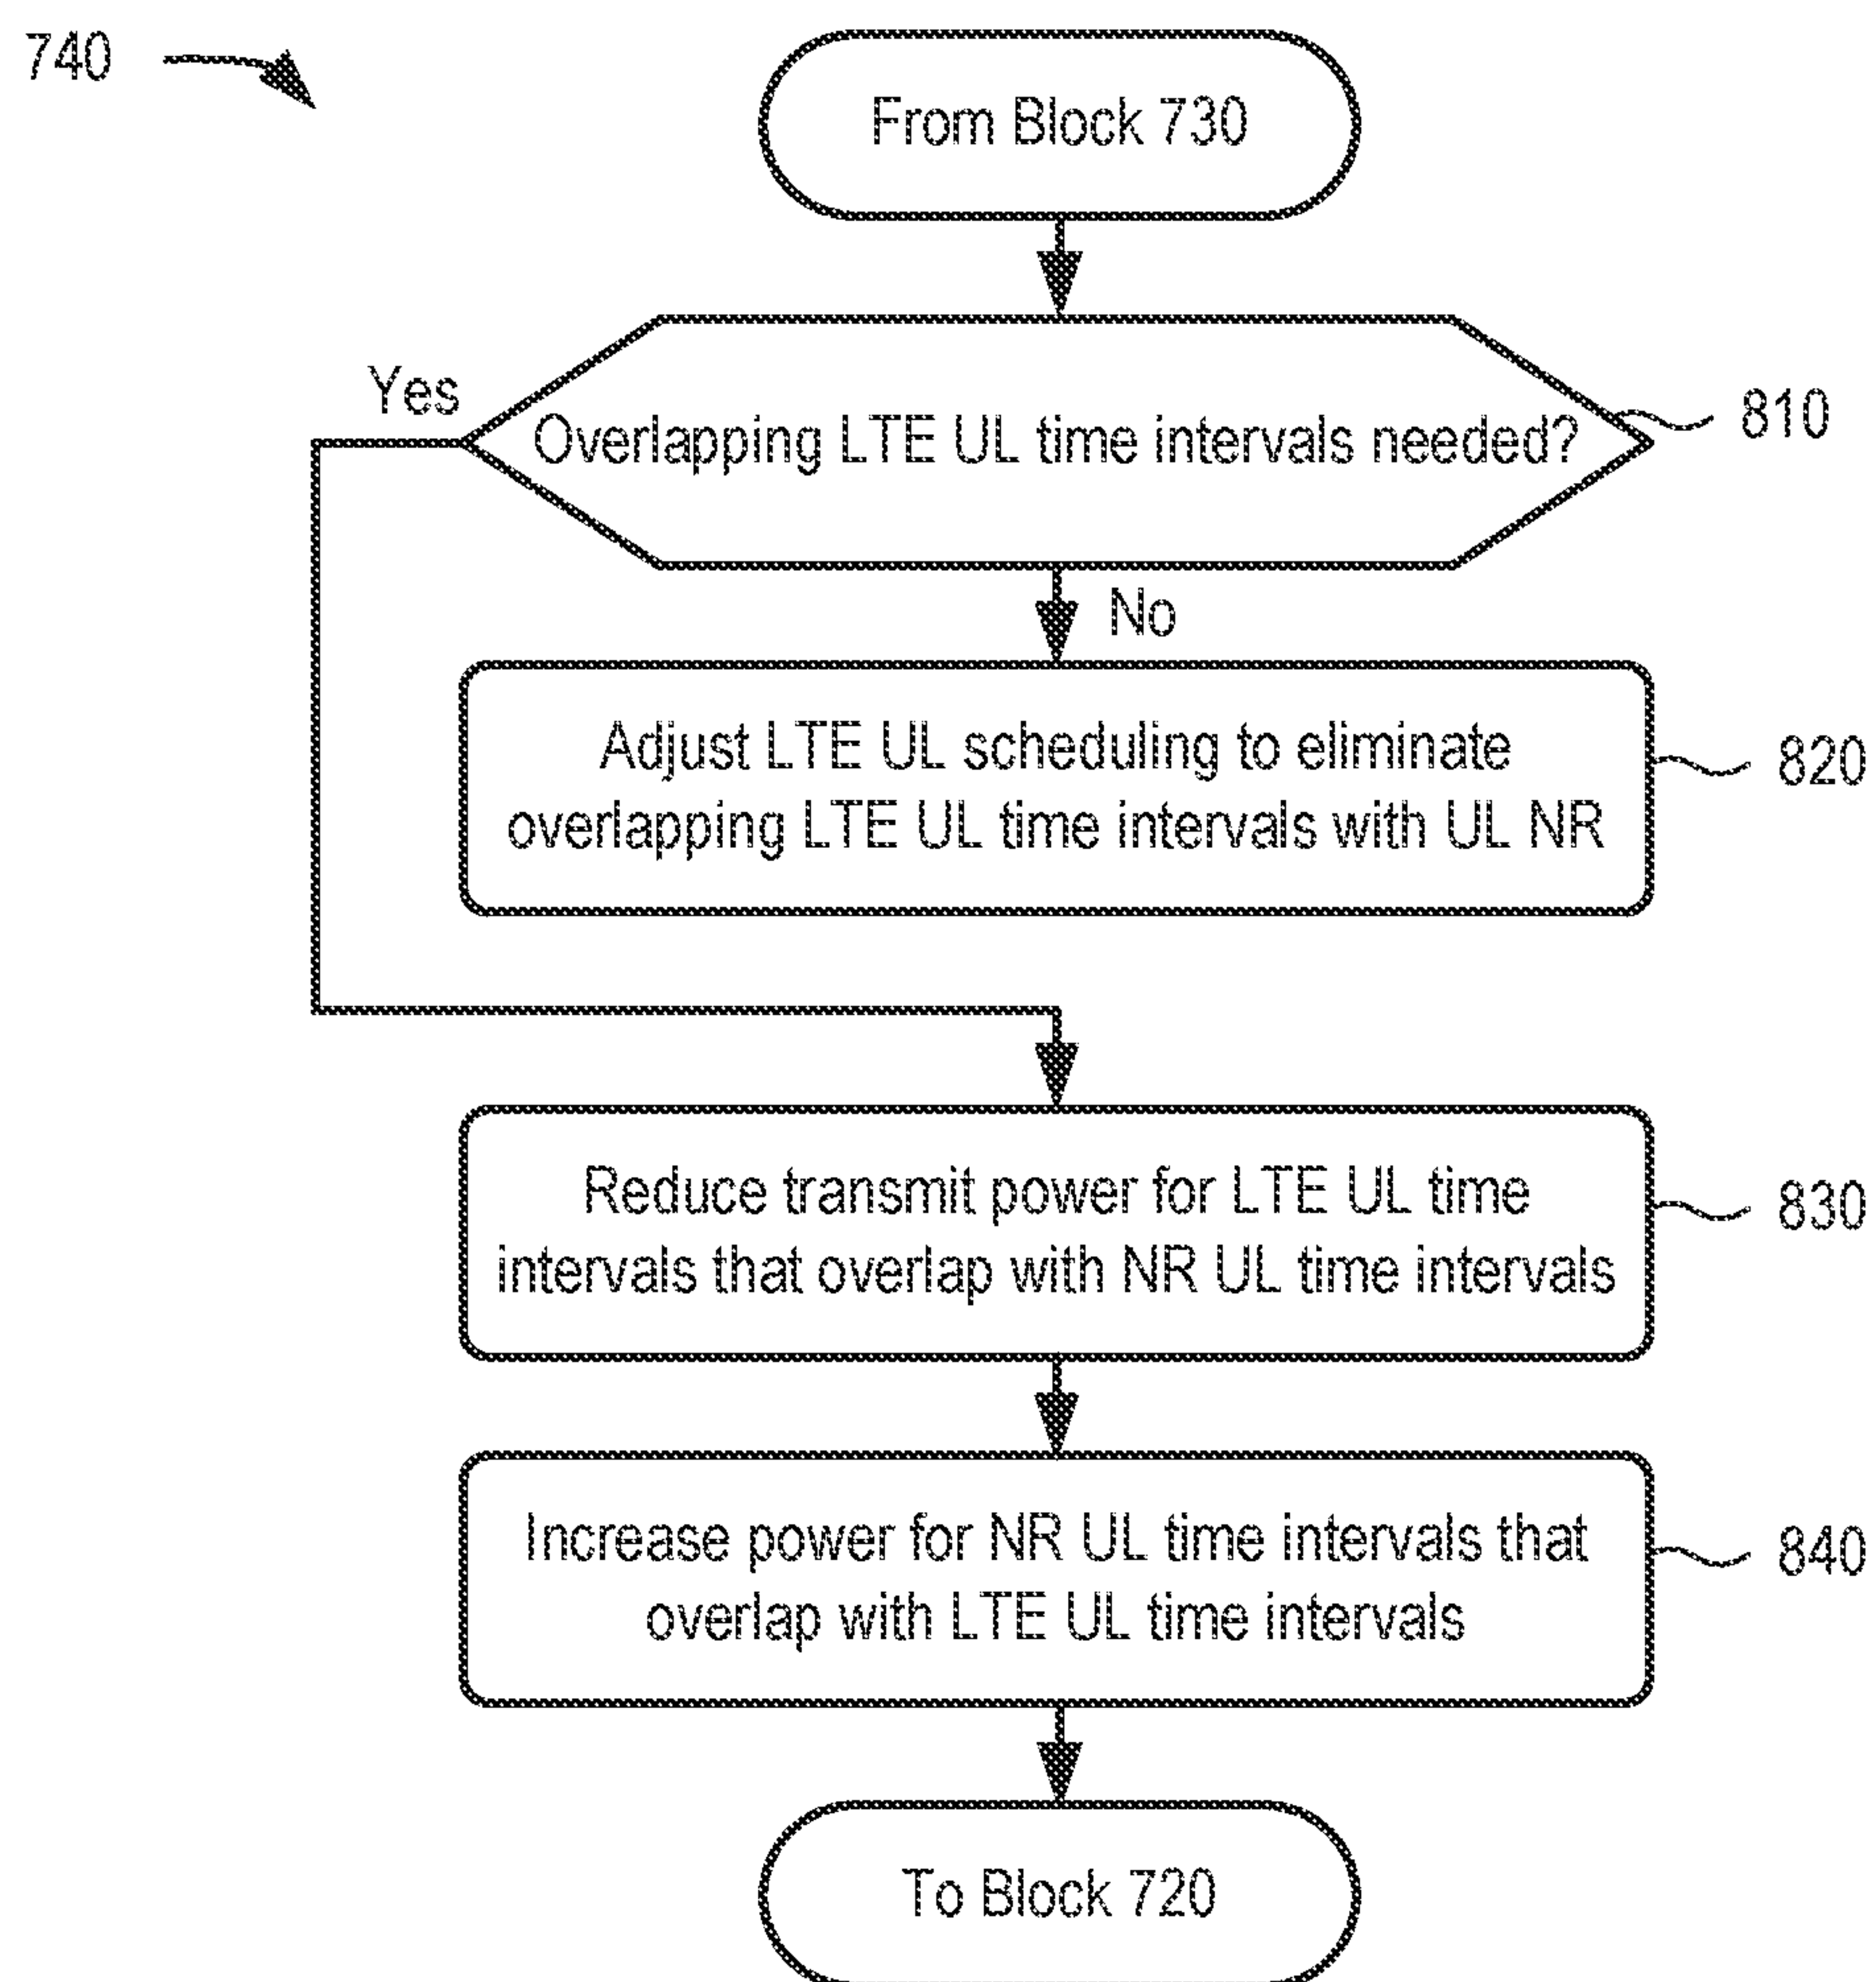 740
From Block 730
Yes
Overlapping LTE UL time intervals needed?
810
No
Adjust LTE UL scheduling to eliminate
overlapping LTE UL time intervals with UL NR
820
Reduce transmit power for LTE UL time
intervals that overlap with NR UL time intervals
830
Increase power for NR UL time intervals that
overlap with LTE UL time intervals
840
To Block 720